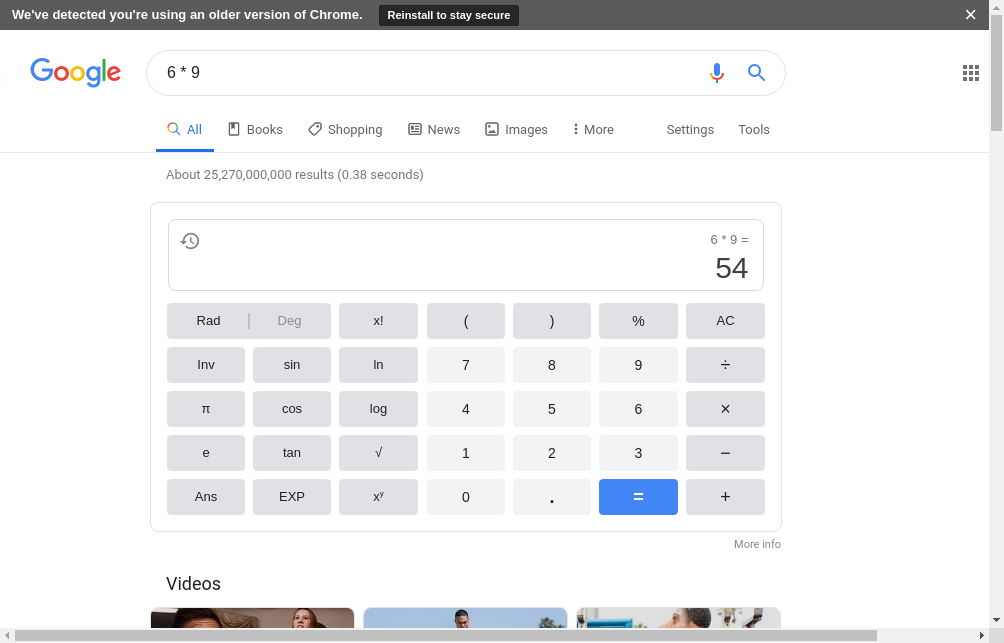 We've detected you're using an older version of Chrome. Reinstall to stay secure ×
Google 6 * 9
All Books Shopping News Images More Settings Tools
About 25,270,000,000 results (0.38 seconds)
6 * 9 =
54
Rad | Deg x! ( ) % AC
Inv sin ln 7 8 9 ÷
π cos log 4 5 6 ×
e tan √ 1 2 3 −
Ans EXP xʸ 0 . = +
More info
Videos